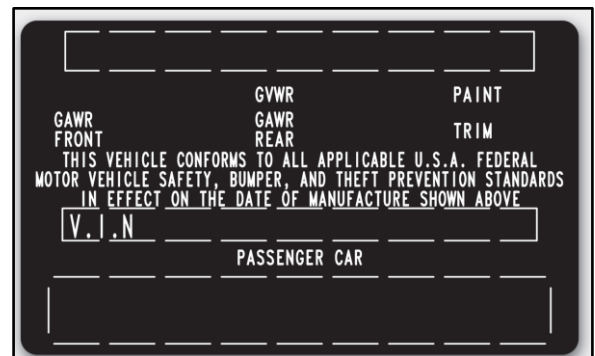 GVWR PAINT
GAWR FRONT GAWR REAR TRIM
THIS VEHICLE CONFORMS TO ALL APPLICABLE U.S.A. FEDERAL
MOTOR VEHICLE SAFETY, BUMPER, AND THEFT PREVENTION STANDARDS
IN EFFECT ON THE DATE OF MANUFACTURE SHOWN ABOVE
V.I.N
PASSENGER CAR